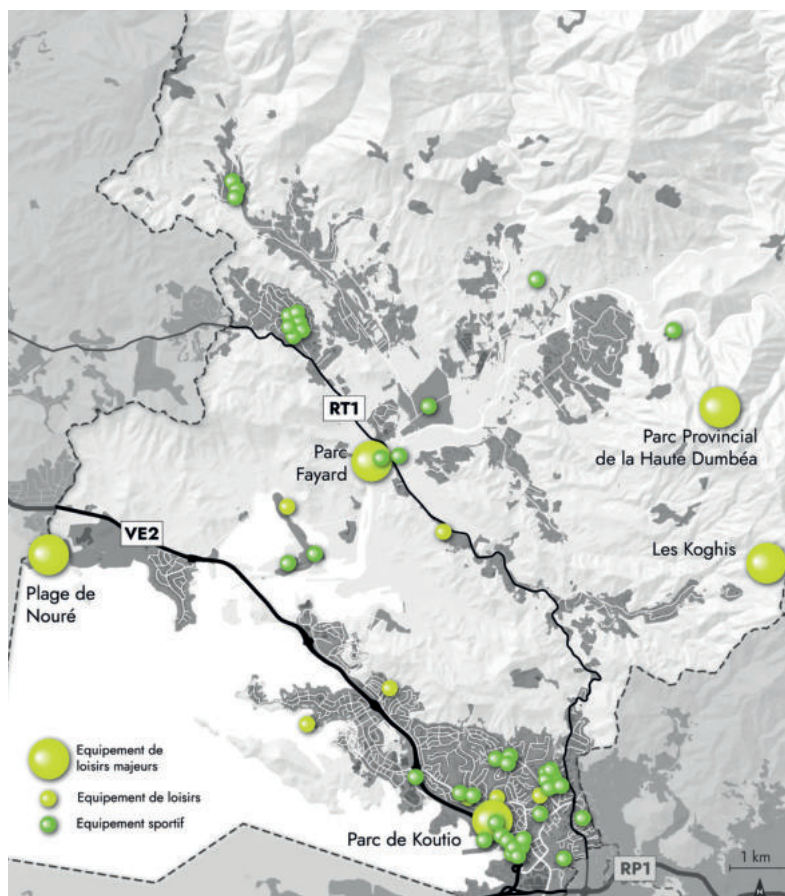 RT1
Parc
Fayard
Parc Provincial
de la Haute Dumbéa
VE2
Les Koghis
Plage de
Nouré
Equipement de
loisirs majeurs
Equipement de loisirs
Equipement sportif
Parc de Koutio
1 km
RP1
N